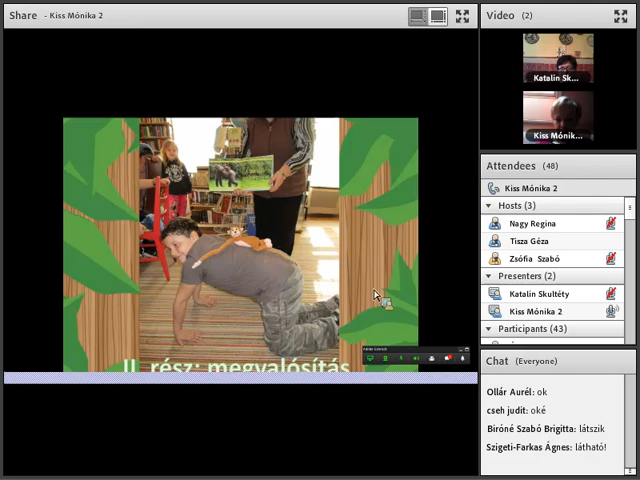 Share - Kiss Mónika 2
Video (2)
Katalin Sk...
Kiss Mónik...
Attendees (48)
Kiss Mónika 2
Hosts (3)
Nagy Regina
Tisza Géza
Zsófia Szabó
Presenters (2)
Katalin Skultéty
Kiss Mónika 2
Participants (43)
II. rész: megvalósítás
Chat (Everyone)
Ollár Aurél: ok
cseh judit: oké
Biróné Szabó Brigitta: látszik
Szigeti-Farkas Ágnes: látható!